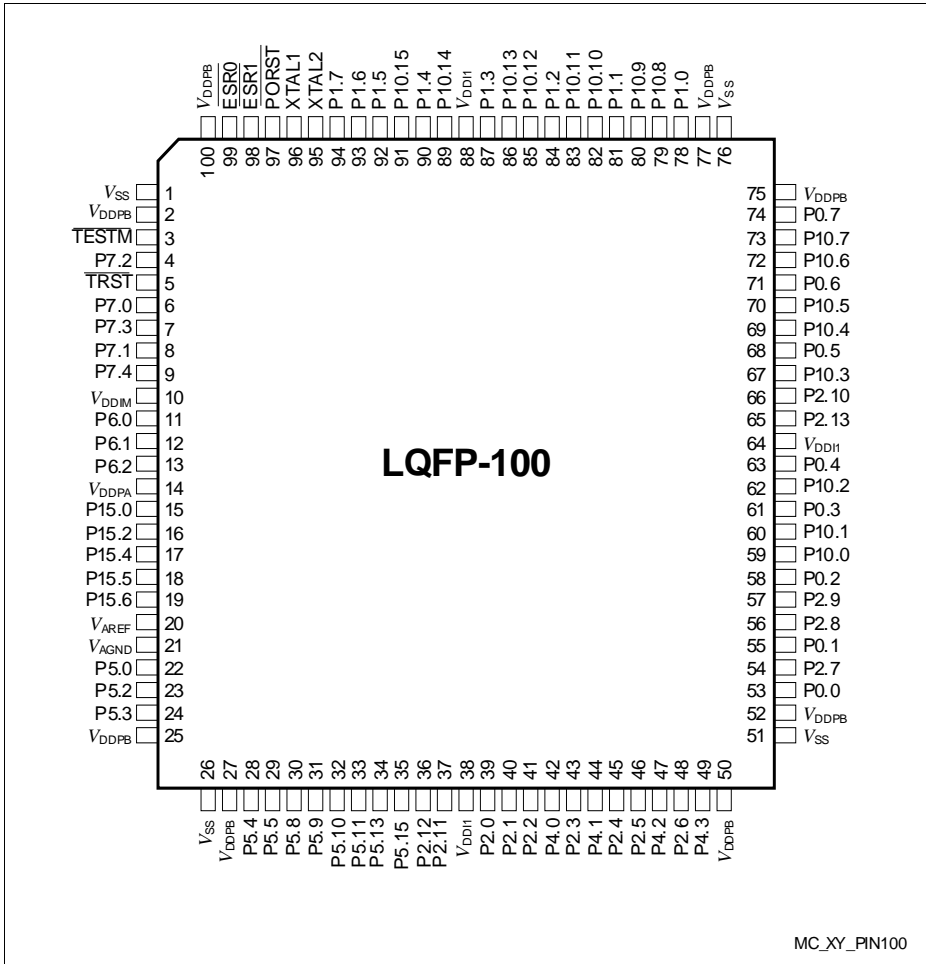 VDDPB
ESR0
ESR1
PORST
XTAL1
XTAL2
P1.7
P1.6
P1.5
P10.15
P1.4
P10.14
VDDI1
P1.3
P10.13
P10.12
P1.2
P10.11
P10.10
P1.1
P10.9
P10.8
P1.0
VDDPB
VSS
100 99 98 97 96 95 94 93 92 91 90 89 88 87 86 85 84 83 82 81 80 79 78 77 76
VSS 1
VDDPB 2
TESTM 3
P7.2 4
TRST 5
P7.0 6
P7.3 7
P7.1 8
P7.4 9
VDDIM 10
P6.0 11
P6.1 12
P6.2 13
VDDPA 14
P15.0 15
P15.2 16
P15.4 17
P15.5 18
P15.6 19
VAREF 20
VAGND 21
P5.0 22
P5.2 23
P5.3 24
VDDPB 25
LQFP-100
75 VDDPB
74 P0.7
73 P10.7
72 P10.6
71 P0.6
70 P10.5
69 P10.4
68 P0.5
67 P10.3
66 P2.10
65 P2.13
64 VDDI1
63 P0.4
62 P10.2
61 P0.3
60 P10.1
59 P10.0
58 P0.2
57 P2.9
56 P2.8
55 P0.1
54 P2.7
53 P0.0
52 VDDPB
51 VSS
26 27 28 29 30 31 32 33 34 35 36 37 38 39 40 41 42 43 44 45 46 47 48 49 50
VSS
VDDPB
P5.4
P5.5
P5.8
P5.9
P5.10
P5.11
P5.13
P5.15
P2.12
P2.11
VDDI1
P2.0
P2.1
P2.2
P4.0
P2.3
P4.1
P2.4
P2.5
P4.2
P2.6
P4.3
VDDPB
MC_XY_PIN100